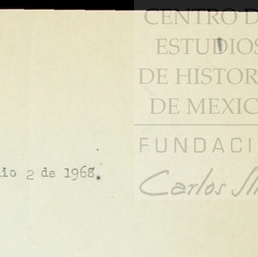 CENTRO D
ESTUDIOS
DE HISTOR
DE MEXIC
FUNDACI
Carlos Sli
io 2 de 1968.